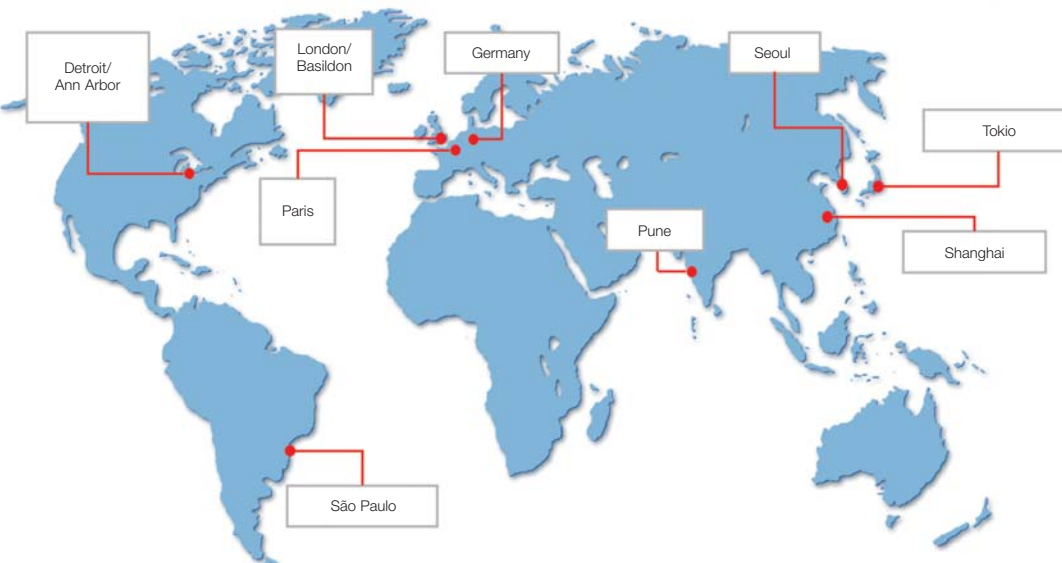 Detroit/
Ann Arbor
London/
Basildon
Germany
Seoul
Tokio
Paris
Pune
Shanghai
São Paulo